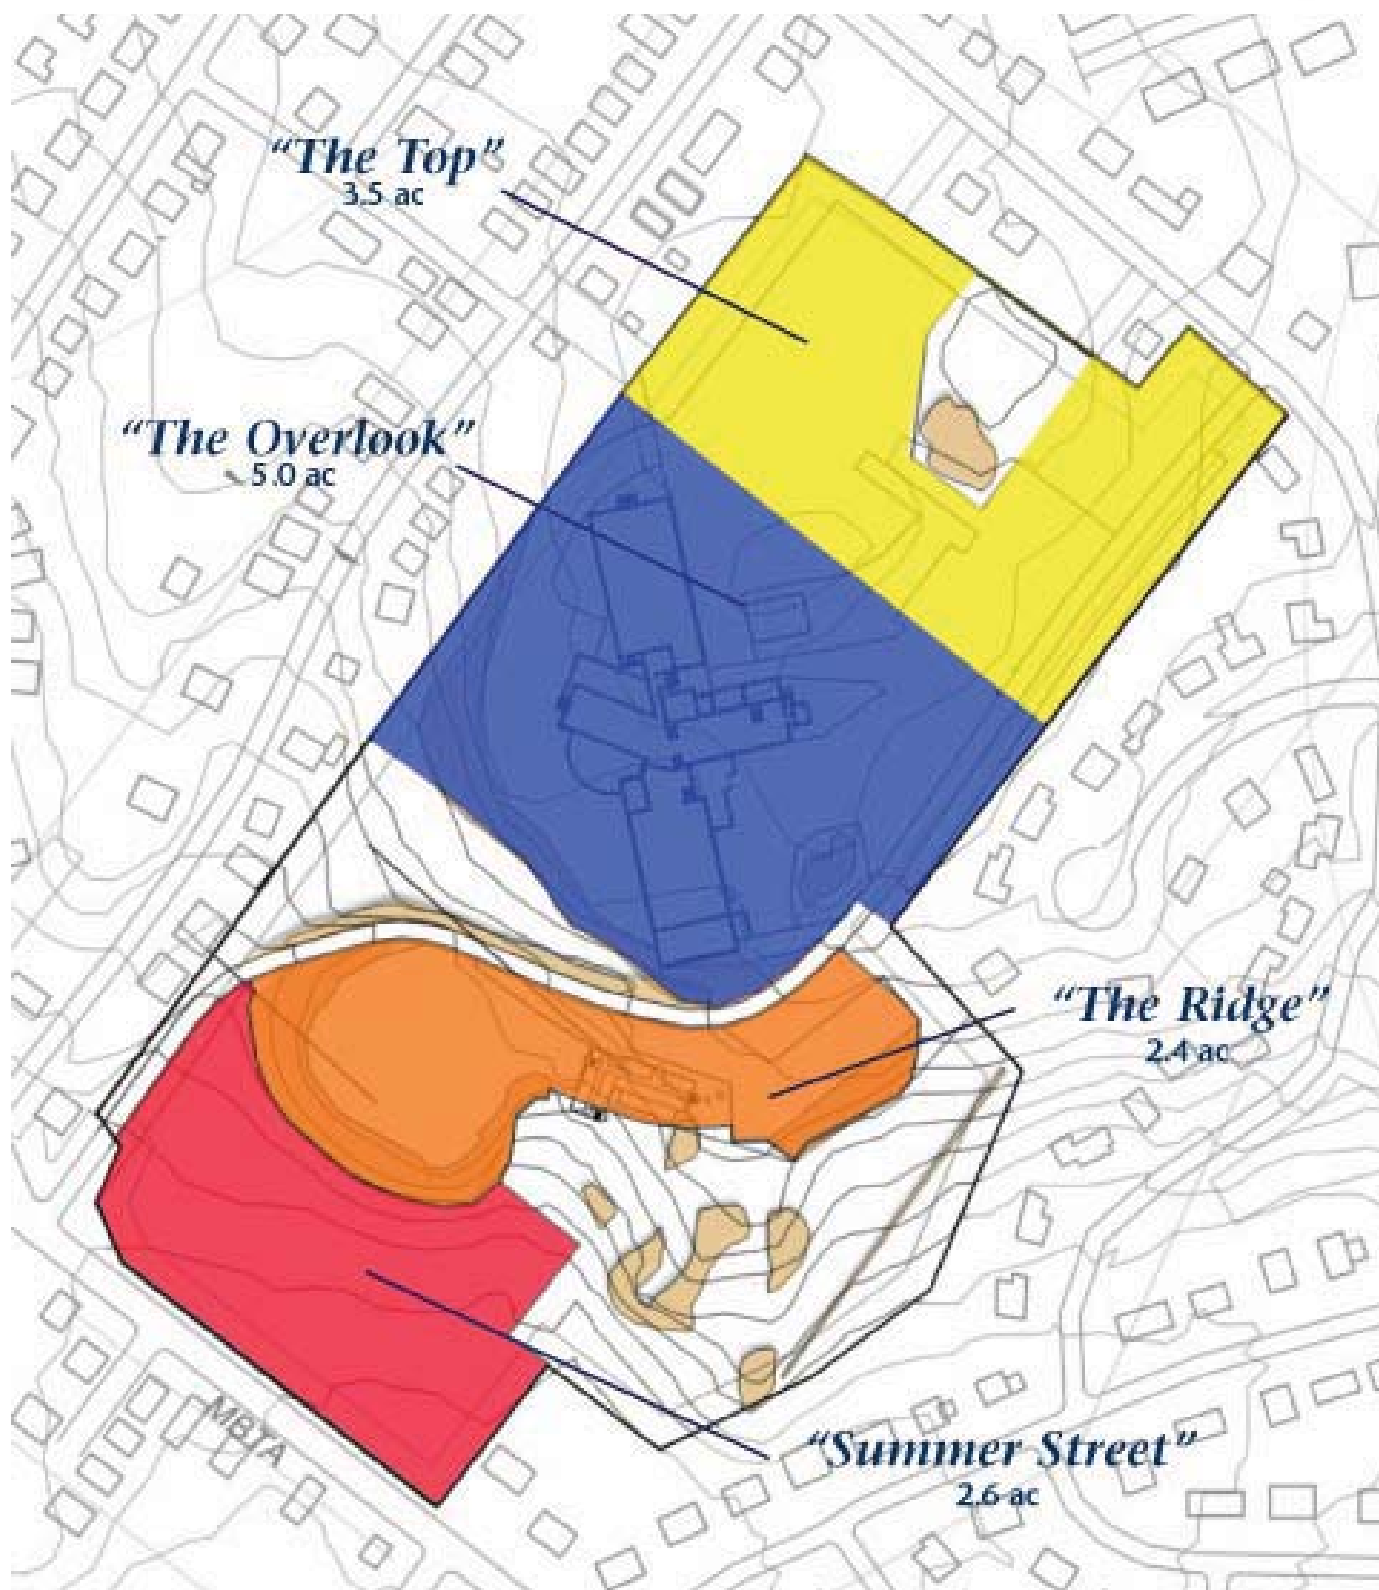 “The Top”
3.5 ac
“The Overlook”
5.0 ac
“The Ridge”
2.4 ac
MBTA
“Summer Street”
2.6 ac